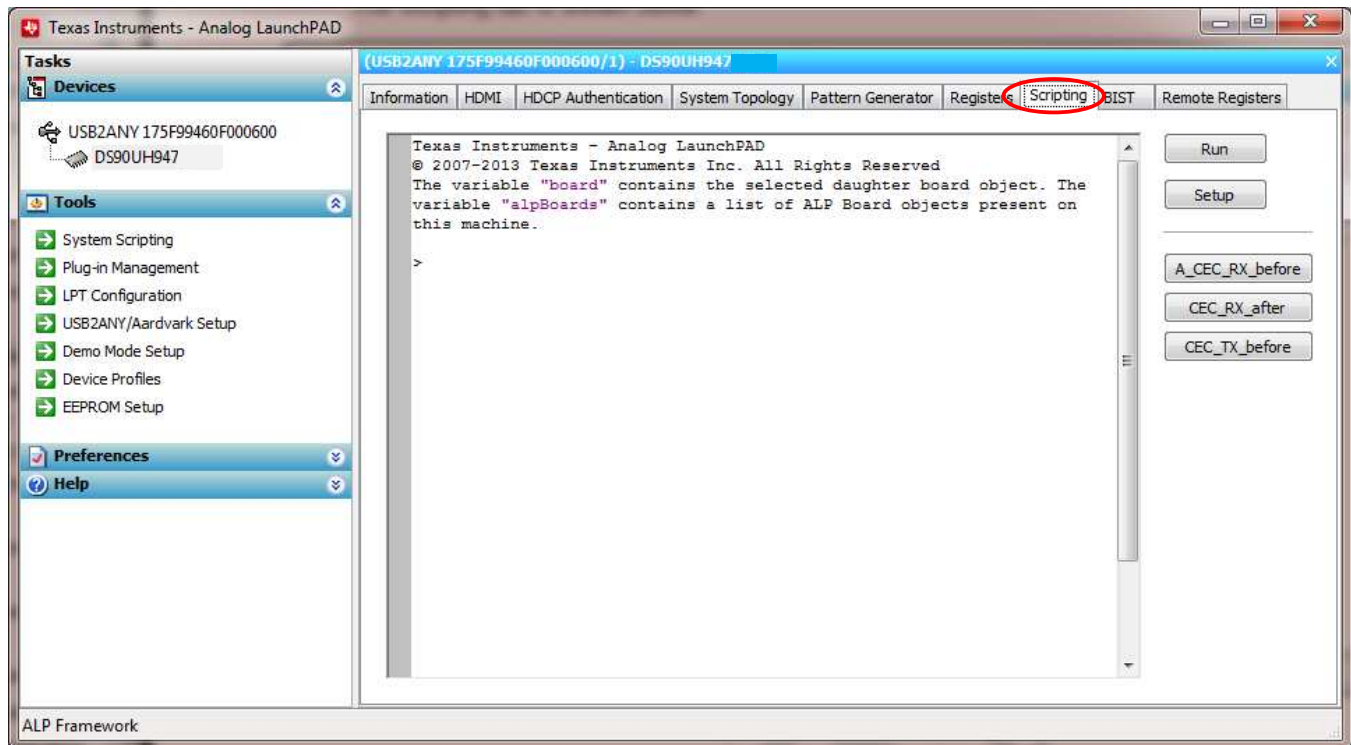 Texas Instruments - Analog LaunchPAD
Tasks
Devices
USB2ANY 175F99460F000600
DS90UH947
Tools
System Scripting
Plug-in Management
LPT Configuration
USB2ANY/Aardvark Setup
Demo Mode Setup
Device Profiles
EEPROM Setup
Preferences
Help
(USB2ANY 175F99460F000600/1) - DS90UH947
Information HDMI HDCP Authentication System Topology Pattern Generator Registers Scripting BIST Remote Registers
Texas Instruments - Analog LaunchPAD
© 2007-2013 Texas Instruments Inc. All Rights Reserved
The variable "board" contains the selected daughter board object. The
variable "alpBoards" contains a list of ALP Board objects present on
this machine.
>
Run
Setup
A_CEC_RX_before
CEC_RX_after
CEC_TX_before
ALP Framework